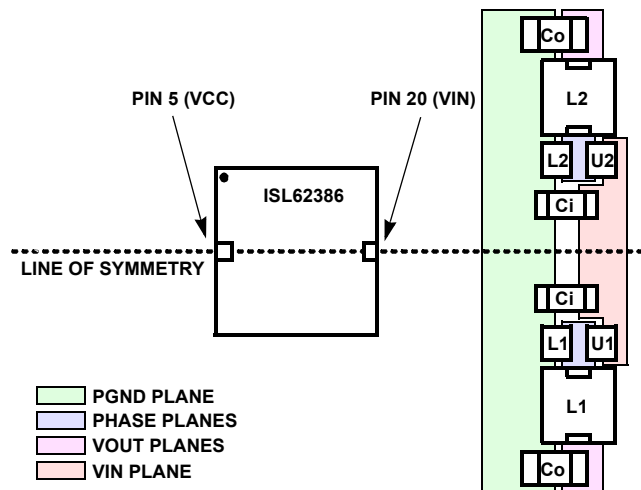 Co
PIN 5 (VCC)
PIN 20 (VIN)
L2
L2
U2
ISL62386
Ci
LINE OF SYMMETRY
Ci
L1
U1
PGND PLANE
L1
PHASE PLANES
VOUT PLANES
VIN PLANE
Co